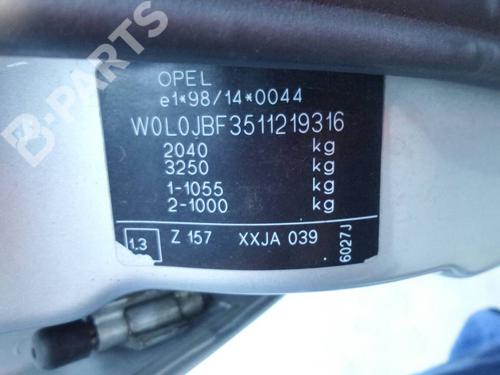 B-PARTS
OPEL
e1*98/14*0044
W0L0JBF3511219316
2040 kg
3250 kg
1-1055 kg
2-1000 kg
1.3 Z 157 XXJA 039
6027J